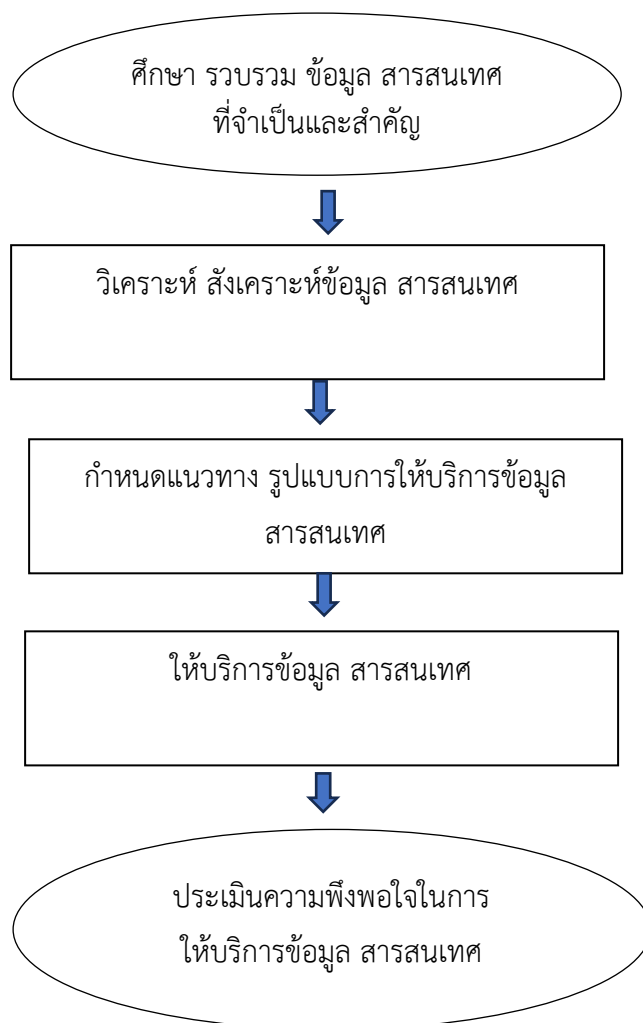 ศึกษา รวบรวม ข้อมูล สารสนเทศ
ที่จำเป็นและสำคัญ
วิเคราะห์ สังเคราะห์ข้อมูล สารสนเทศ
กำหนดแนวทาง รูปแบบการให้บริการข้อมูล
สารสนเทศ
ให้บริการข้อมูล สารสนเทศ
ประเมินความพึงพอใจในการ
ให้บริการข้อมูล สารสนเทศ